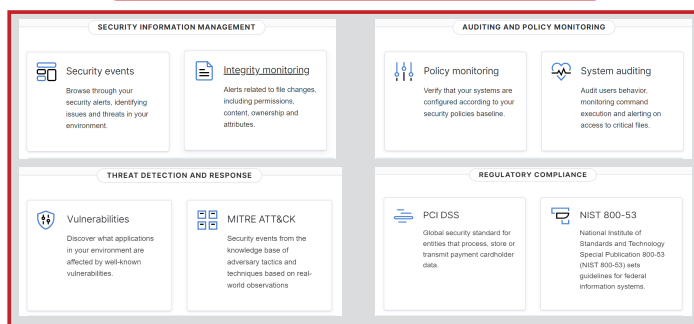 SECURITY INFORMATION MANAGEMENT
Security events
Browse through your
security alerts, identifying
issues and threats in your
environment.
Integrity monitoring
Alerts related to file changes,
including permissions,
content, ownership and
attributes.
AUDITING AND POLICY MONITORING
Policy monitoring
Verify that your systems are
configured according to your
security policies baseline.
System auditing
Audit users behavior,
monitoring command
execution and alerting on
access to critical files.
THREAT DETECTION AND RESPONSE
Vulnerabilities
Discover what applications
in your environment are
affected by well-known
vulnerabilities.
MITRE ATT&CK
Security events from the
knowledge base of
adversary tactics and
techniques based on real-
world observations
REGULATORY COMPLIANCE
PCI DSS
Global security standard for
entities that process, store or
transmit payment cardholder
data.
NIST 800-53
National Institute of
Standards and Technology
Special Publication 800-53
(NIST 800-53) sets
guidelines for federal
information systems.